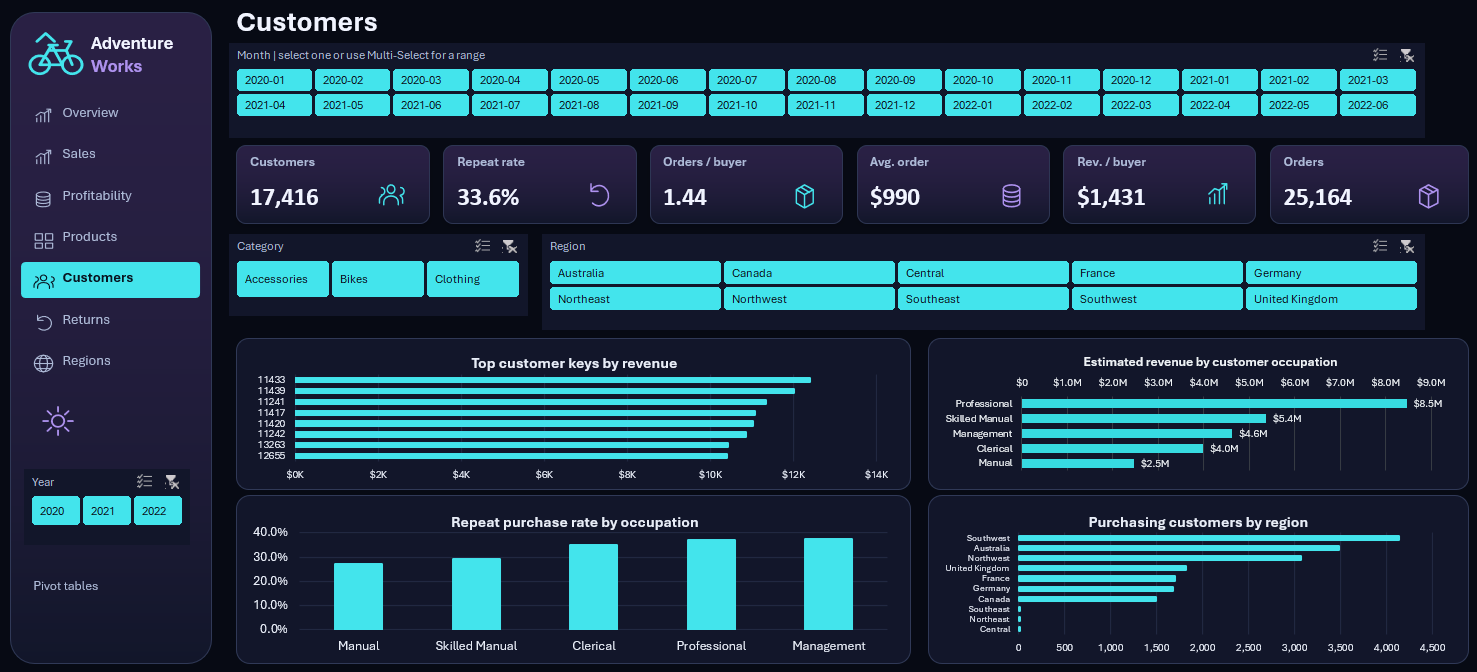 Adventure
Works
Overview
Sales
Profitability
Products
Customers
Returns
Regions
Year
2020 2021 2022
Pivot tables
Customers
Month | select one or use Multi-Select for a range
2020-01 2020-02 2020-03 2020-04 2020-05 2020-06 2020-07 2020-08 2020-09 2020-10 2020-11 2020-12 2021-01 2021-02 2021-03
2021-04 2021-05 2021-06 2021-07 2021-08 2021-09 2021-10 2021-11 2021-12 2022-01 2022-02 2022-03 2022-04 2022-05 2022-06
Customers
17,416
Repeat rate
33.6%
Orders / buyer
1.44
Avg. order
$990
Rev. / buyer
$1,431
Orders
25,164
Category
Accessories Bikes Clothing
Region
Australia Canada Central France Germany
Northeast Northwest Southeast Southwest United Kingdom
Top customer keys by revenue
11433
11439
11241
11417
11420
11242
13263
12655
$0K $2K $4K $6K $8K $10K $12K $14K
Estimated revenue by customer occupation
$0 $1.0M $2.0M $3.0M $4.0M $5.0M $6.0M $7.0M $8.0M $9.0M
Professional $8.5M
Skilled Manual $5.4M
Management $4.6M
Clerical $4.0M
Manual $2.5M
Repeat purchase rate by occupation
40.0%
30.0%
20.0%
10.0%
0.0%
Manual Skilled Manual Clerical Professional Management
Purchasing customers by region
Southwest
Australia
Northwest
United Kingdom
France
Germany
Canada
Southeast
Northeast
Central
0 500 1,000 1,500 2,000 2,500 3,000 3,500 4,000 4,500